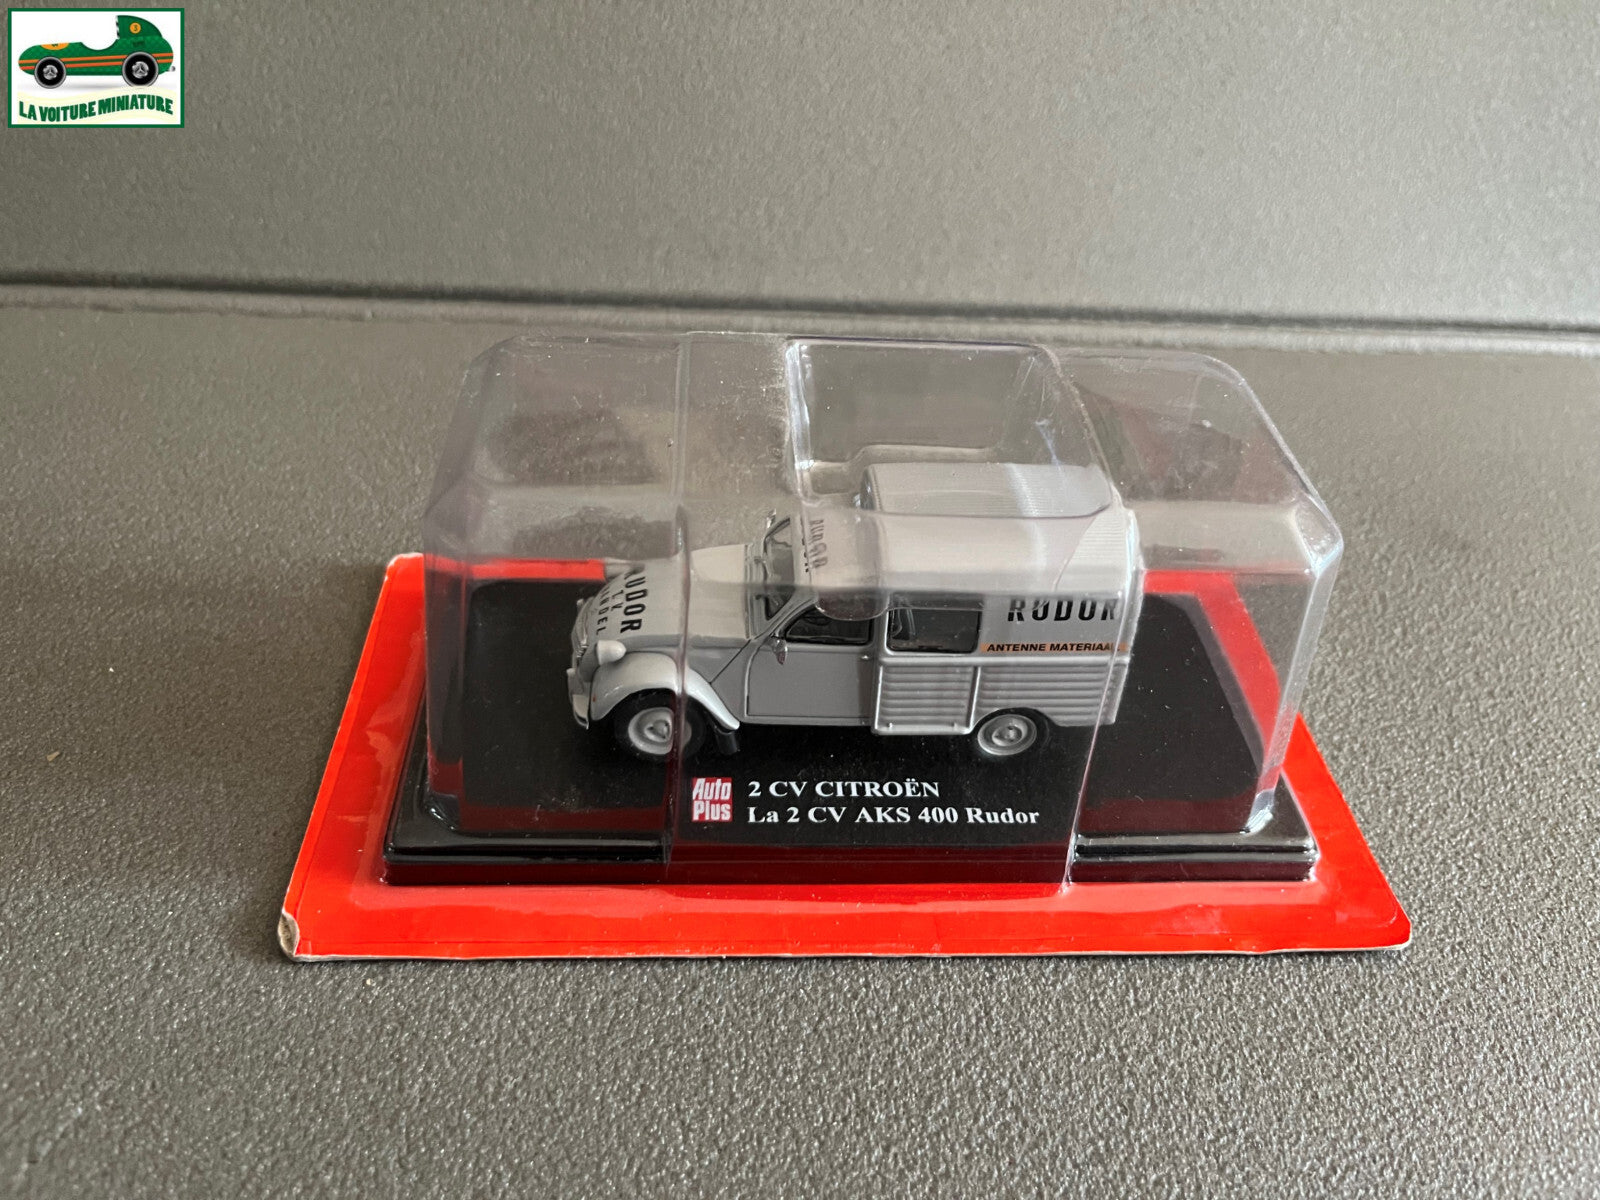 LA VOITURE MINIATURE
RUDOR
T.V.
RUDOR
ANTENNE MATERIAAL
Auto
Plus
2 CV CITROËN
La 2 CV AKS 400 Rudor